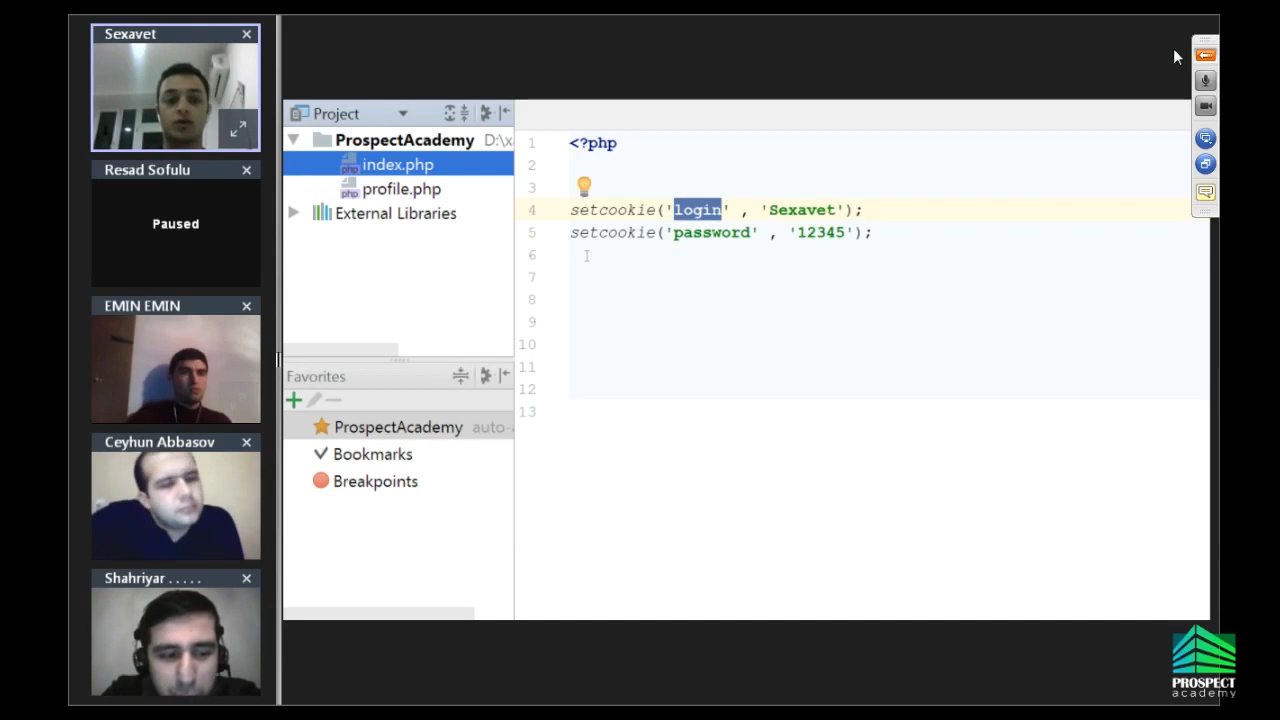 Sexavet
Resad Sofulu
Paused
EMIN EMIN
Ceyhun Abbasov
Shahriyar . . . . .
Project
ProspectAcademy D:\x
php index.php
php profile.php
External Libraries
Favorites
ProspectAcademy auto-
Bookmarks
Breakpoints
1 <?php
2
3
4 setcookie('login' , 'Sexavet');
5 setcookie('password' , '12345');
6
7
8
9
10
11
12
13
PROSPECT
academy